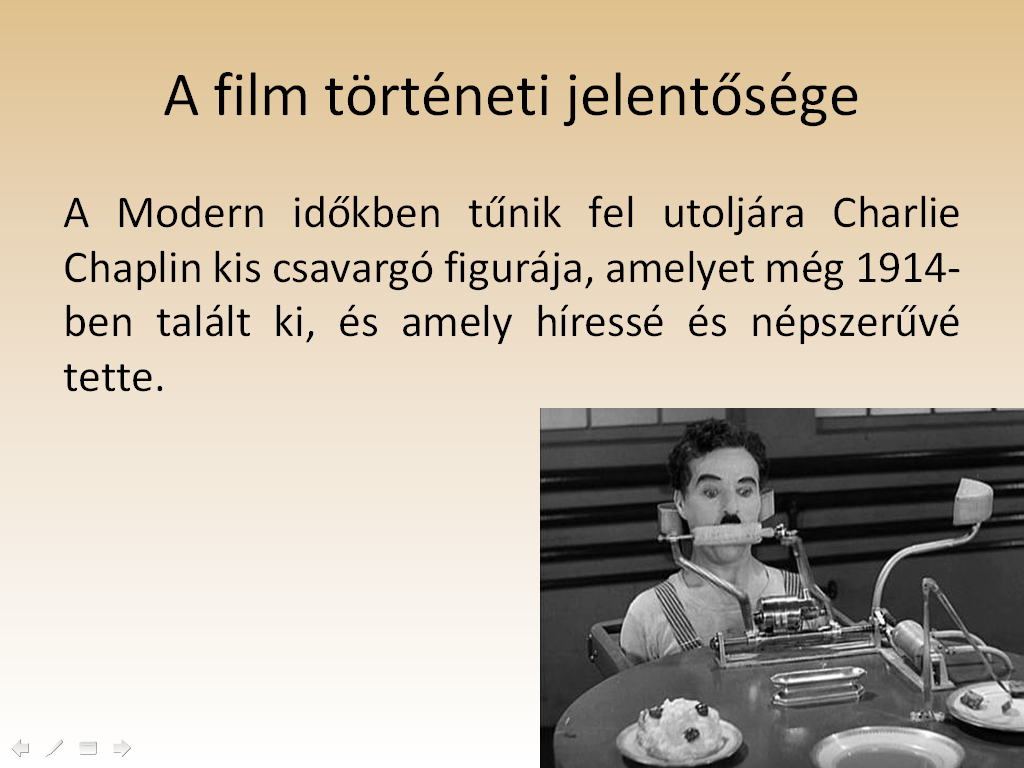 A film történeti jelentősége
A Modern időkben tűnik fel utoljára Charlie
Chaplin kis csavargó figurája, amelyet még 1914-
ben talált ki, és amely híressé és népszerűvé
tette.